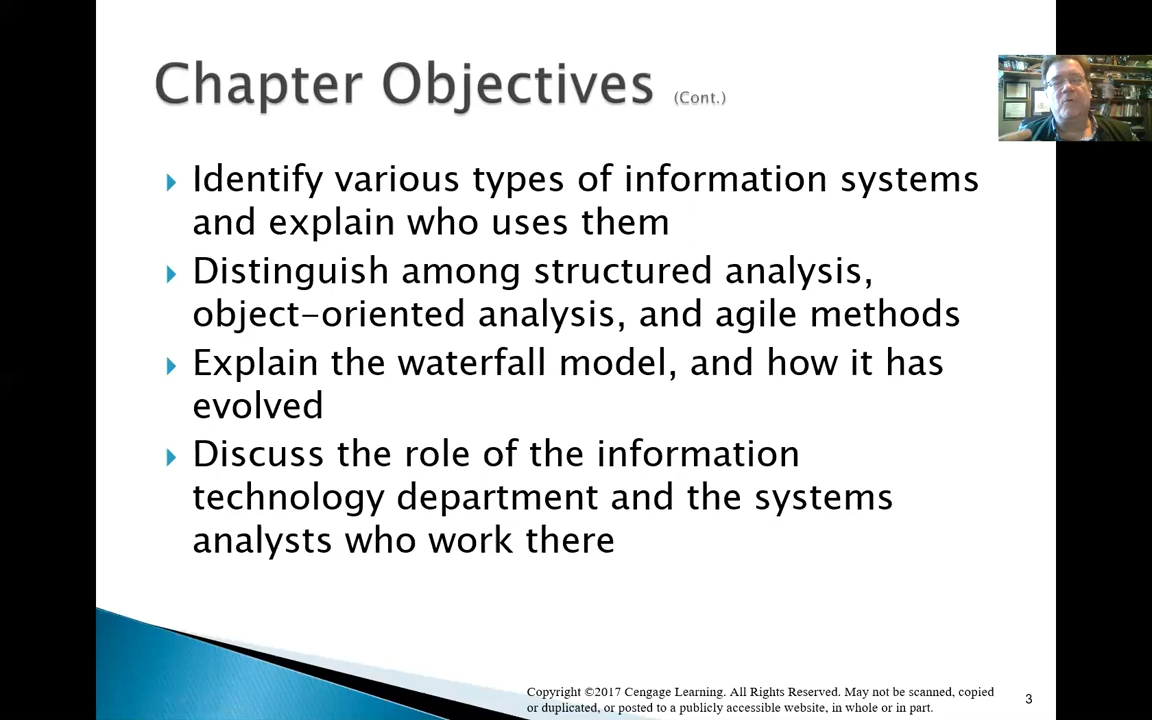 Chapter Objectives (Cont.)
Identify various types of information systems
and explain who uses them
Distinguish among structured analysis,
object-oriented analysis, and agile methods
Explain the waterfall model, and how it has
evolved
Discuss the role of the information
technology department and the systems
analysts who work there
Copyright ©2017 Cengage Learning. All Rights Reserved. May not be scanned, copied
or duplicated, or posted to a publicly accessible website, in whole or in part.
3